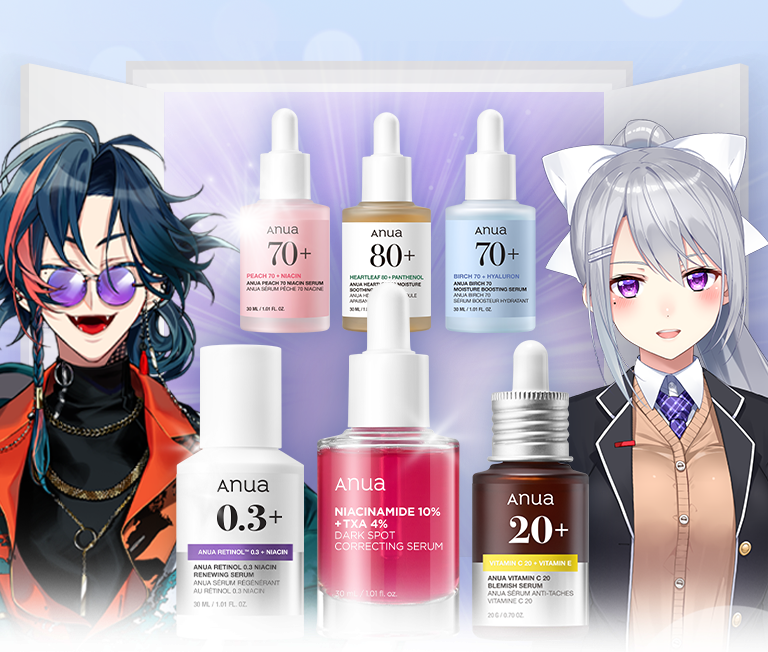 Anua
70+
PEACH 70 + NIACIN
ANUA PEACH 70 NIACIN SERUM
ANUA SÉRUM PÊCHE 70 NIACINE
30 ML / 1.01 FL. OZ.
Anua
80+
HEARTLEAF 80 + PANTHENOL
ANUA MOISTURE
SOOTHING
ANUA
30 ML / 1.01 FL.
Anua
70+
BIRCH 70 + HYALURON
ANUA BIRCH 70
MOISTURE BOOSTING SERUM
ANUA BIRCH 70
SÉRUM BOOSTEUR HYDRATANT
30 ML / 1.01 FL. OZ.
Anua
0.3+
ANUA RETINOL™ 0.3 + NIACIN
ANUA RETINOL 0.3 NIACIN
RENEWING SERUM
ANUA SÉRUM RÉGÉNÉRANT
AU RÉTINOL 0.3 NIACIN
30 ML / 1.01 FL. OZ.
Anua
NIACINAMIDE 10%
+ TXA 4%
DARK SPOT
CORRECTING SERUM
30 mL / 1.01 fl. oz.
Anua
20+
VITAMIN C 20 + VITAMIN E
ANUA VITAMIN C 20
BLEMISH SERUM
ANUA SÉRUM ANTI-TACHES
VITAMINE C 20
20 G / 0.70 OZ.